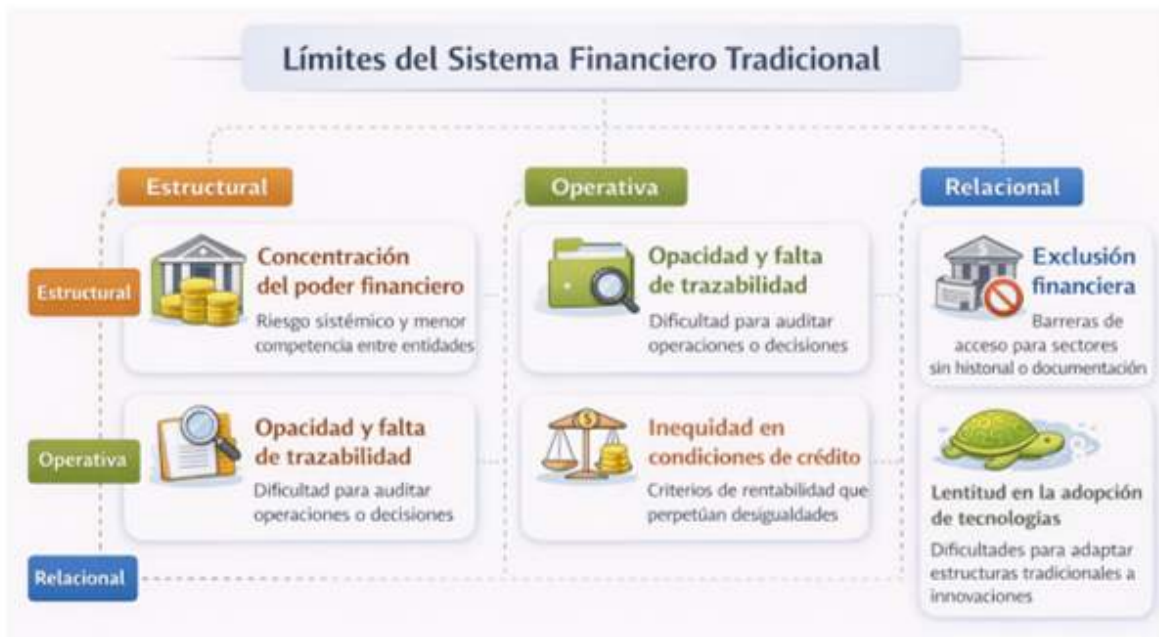 Límites del Sistema Financiero Tradicional
Estructural
Operativa
Relacional
Estructural
Concentración
del poder financiero
Riesgo sistémico y menor
competencia entre entidades
Opacidad y falta
de trazabilidad
Dificultad para auditar
operaciones o decisiones
Exclusión
financiera
Barreras de
acceso para sectores
sin historial o documentación
Operativa
Opacidad y falta
de trazabilidad
Dificultad para auditar
operaciones o decisiones
$
Inequidad en
condiciones de crédito
Criterios de rentabilidad que
perpetúan desigualdades
Lentitud en la adopción
de tecnologías
Dificultades para adaptar
estructuras tradicionales a
innovaciones
Relacional